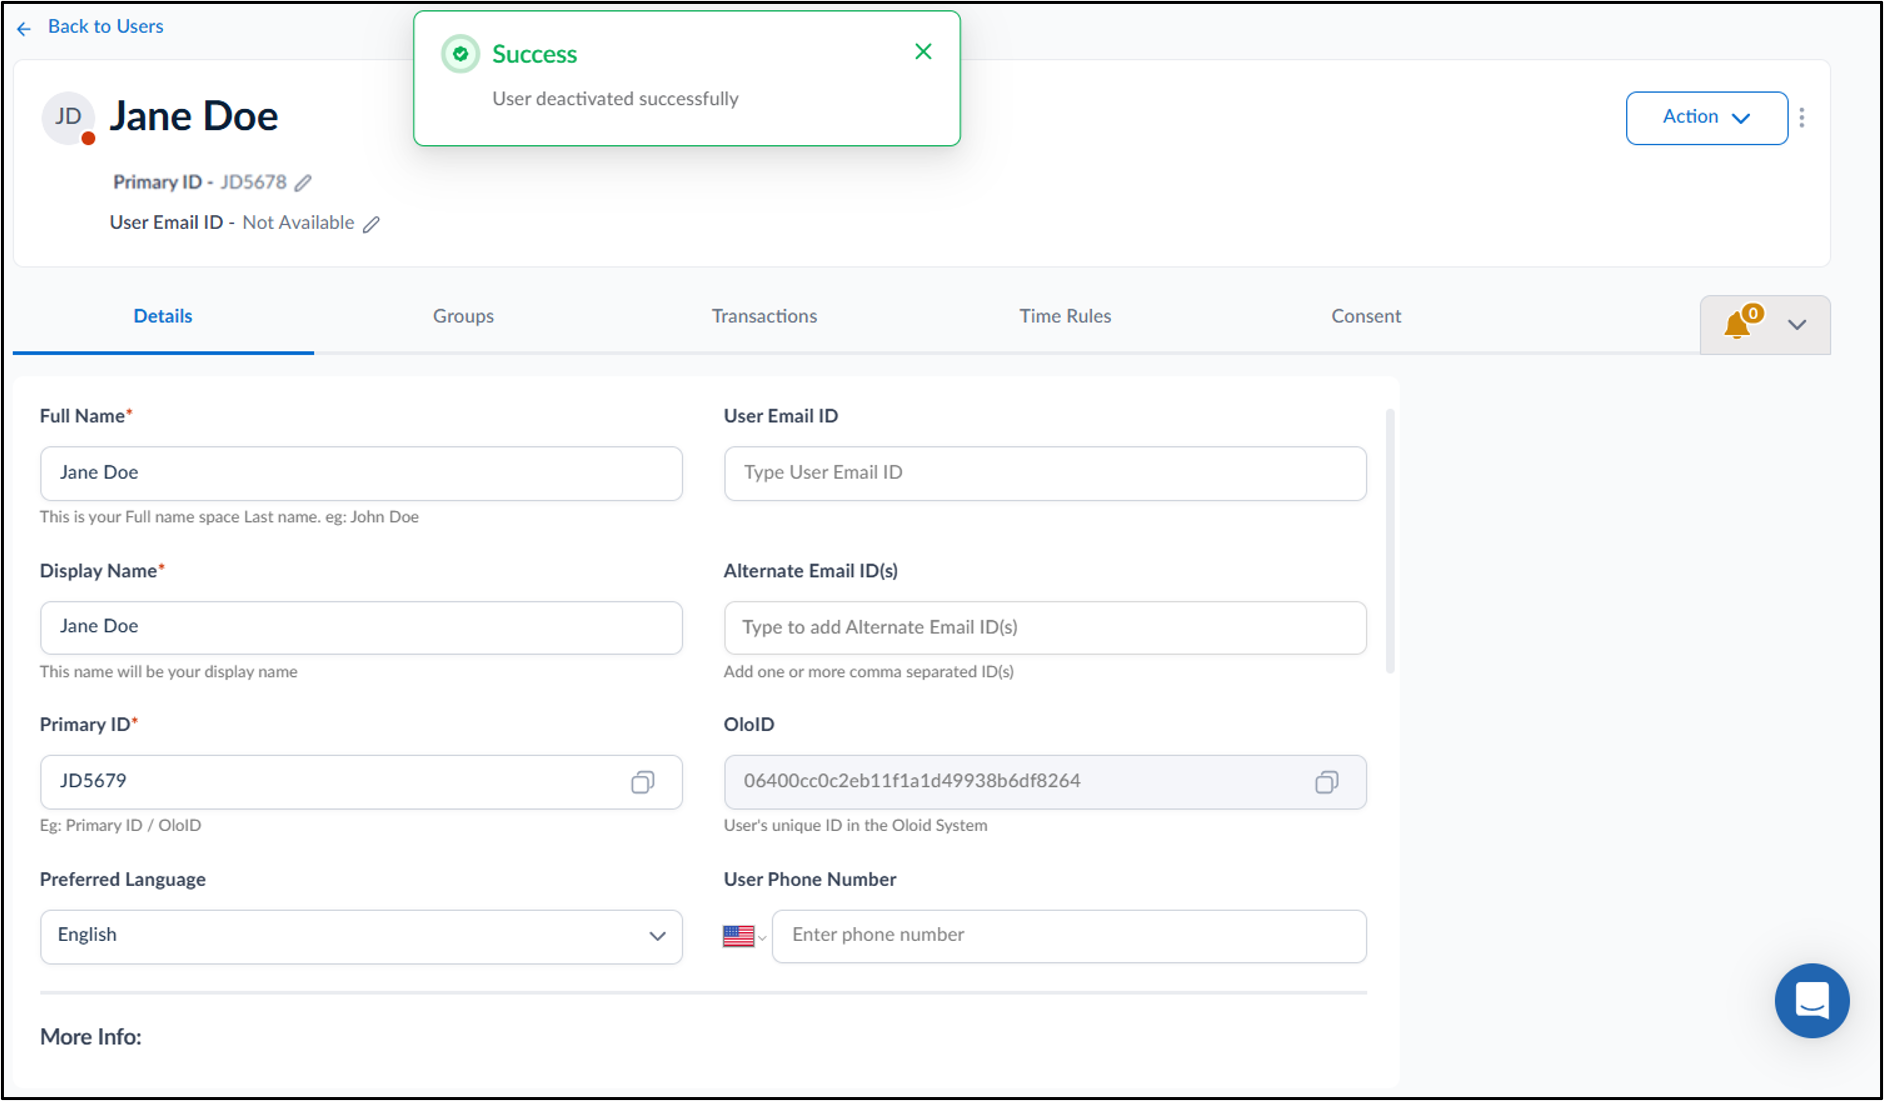 Back to Users
Success
User deactivated successfully
JD
Jane Doe
Action
Primary ID - JD5678
User Email ID - Not Available
Details
Groups
Transactions
Time Rules
Consent
0
Full Name*
User Email ID
Jane Doe
Type User Email ID
This is your Full name space Last name. eg: John Doe
Display Name*
Alternate Email ID(s)
Jane Doe
Type to add Alternate Email ID(s)
This name will be your display name
Add one or more comma separated ID(s)
Primary ID*
OloID
JD5679
06400cc0c2eb11f1a1d49938b6df8264
Eg: Primary ID / OloID
User's unique ID in the Oloid System
Preferred Language
User Phone Number
English
Enter phone number
More Info: